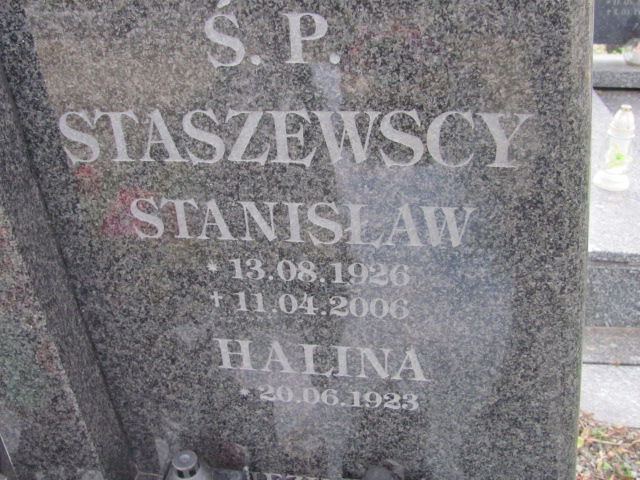 Ś. P.
STASZEWSCY
STANISŁAW
* 13.08.1926
† 11.04.2006
HALINA
* 20.06.1923